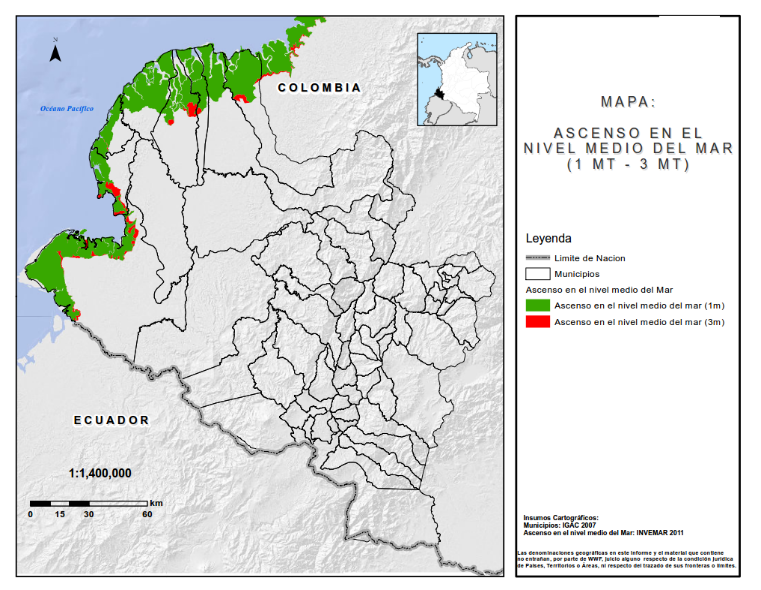 N
Océano Pacífico
COLOMBIA
ECUADOR
1:1,400,000
km
0 15 30 60
MAPA:
ASCENSO EN EL
NIVEL MEDIO DEL MAR
(1 MT - 3 MT)
Leyenda
Limite de Nacion
Municipios
Ascenso en el nivel medio del Mar
Ascenso en el nivel medio del mar (1m)
Ascenso en el nivel medio del mar (3m)
Insumos Cartográficos:
Municipios: IGAC 2007
Ascenso en el nivel medio del Mar: INVEMAR 2011
Las denominaciones geográficas en este informe y el material que contiene
no entrañan, por parte de WWF, juicio alguno respecto de la condición jurídica
de Países, Territorios o Áreas, ni respecto del trazado de sus fronteras o límites.